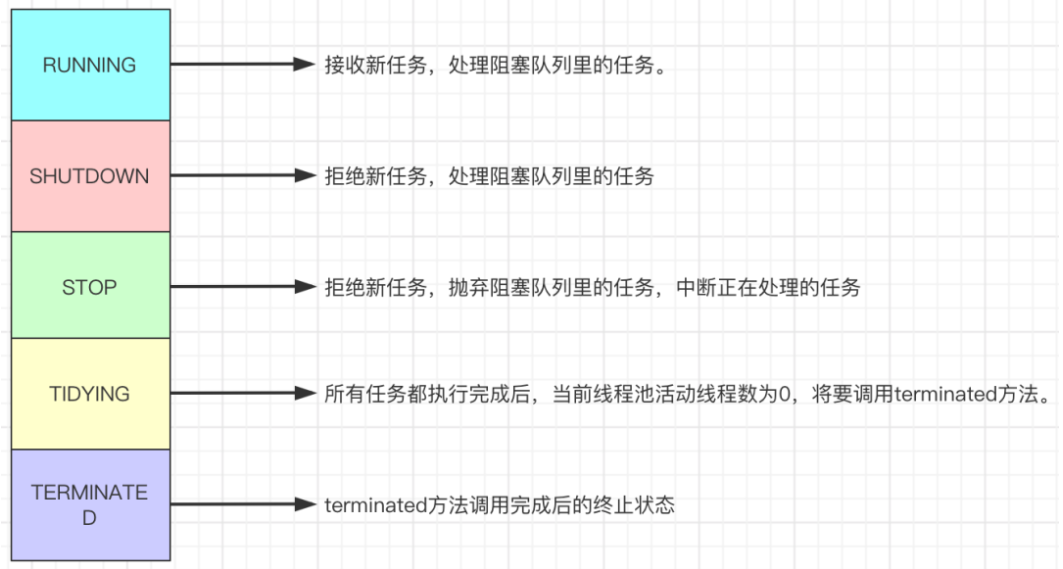 RUNNING
接收新任务，处理阻塞队列里的任务。
SHUTDOWN
拒绝新任务，处理阻塞队列里的任务
STOP
拒绝新任务，抛弃阻塞队列里的任务，中断正在处理的任务
TIDYING
所有任务都执行完成后，当前线程池活动线程数为0，将要调用terminated方法。
TERMINATE
D
terminated方法调用完成后的终止状态